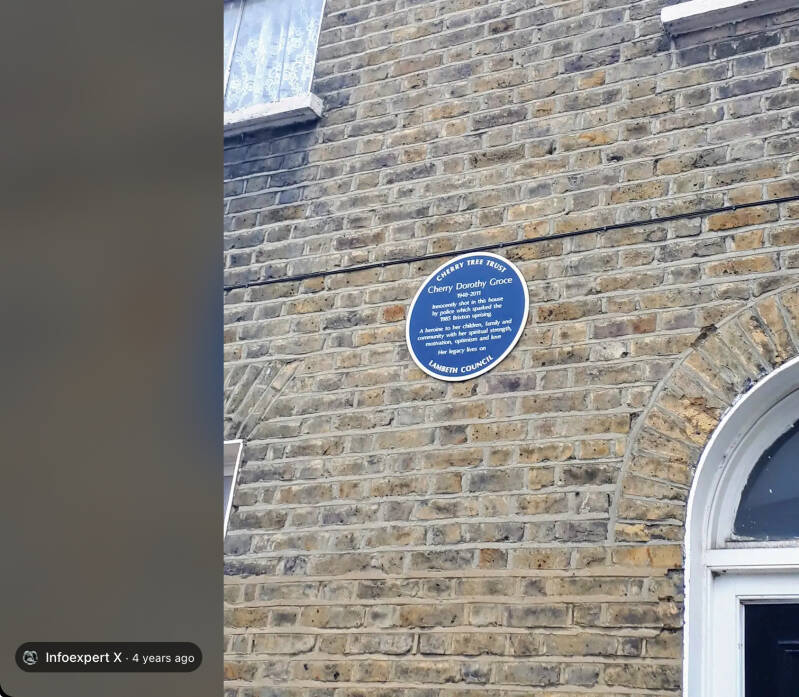 CHERRY TREE TRUST
Cherry Dorothy Groce
1948-2011
Innocently shot in this house
by police which sparked the
1985 Brixton uprising
A heroine to her children, family and
community with her spiritual strength,
motivation, optimism and love
Her legacy lives on
LAMBETH COUNCIL
Infoexpert X · 4 years ago